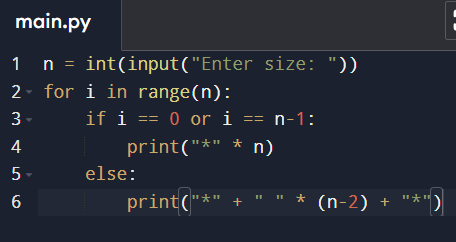 main.py
1 n = int(input("Enter size: "))
2 for i in range(n):
3     if i == 0 or i == n-1:
4         print("*" * n)
5     else:
6         print("*" + " " * (n-2) + "*")